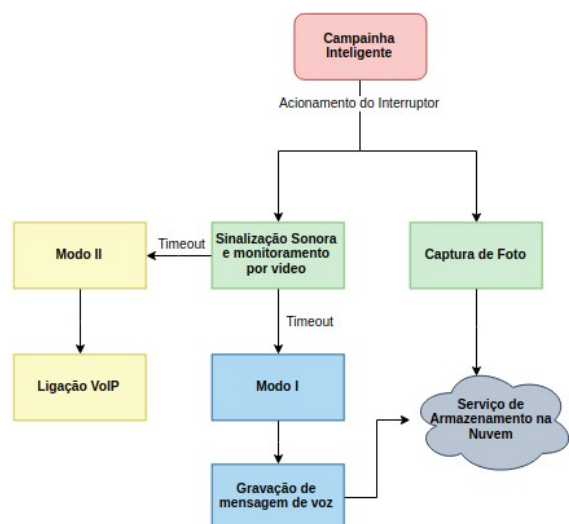 Campainha
Inteligente
Acionamento do Interruptor
Sinalização Sonora
e monitoramento
por vídeo
Captura de Foto
Timeout
Modo II
Timeout
Ligação VoIP
Modo I
Serviço de
Armazenamento na
Nuvem
Gravação de
mensagem de voz